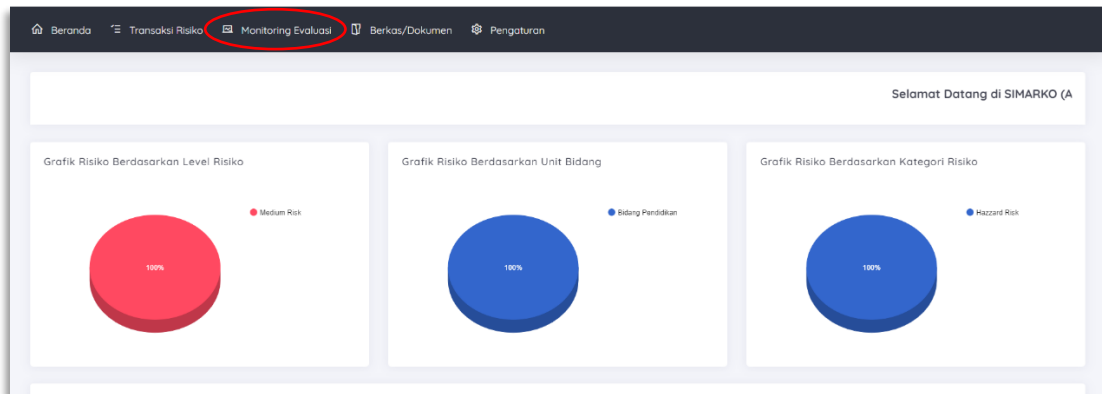 Beranda Transaksi Risiko Monitoring Evaluasi Berkas/Dokumen Pengaturan
Selamat Datang di SIMARKO (A
Grafik Risiko Berdasarkan Level Risiko
Medium Risk
100%
Grafik Risiko Berdasarkan Unit Bidang
Bidang Pendidikan
100%
Grafik Risiko Berdasarkan Kategori Risiko
Hazzard Risk
100%